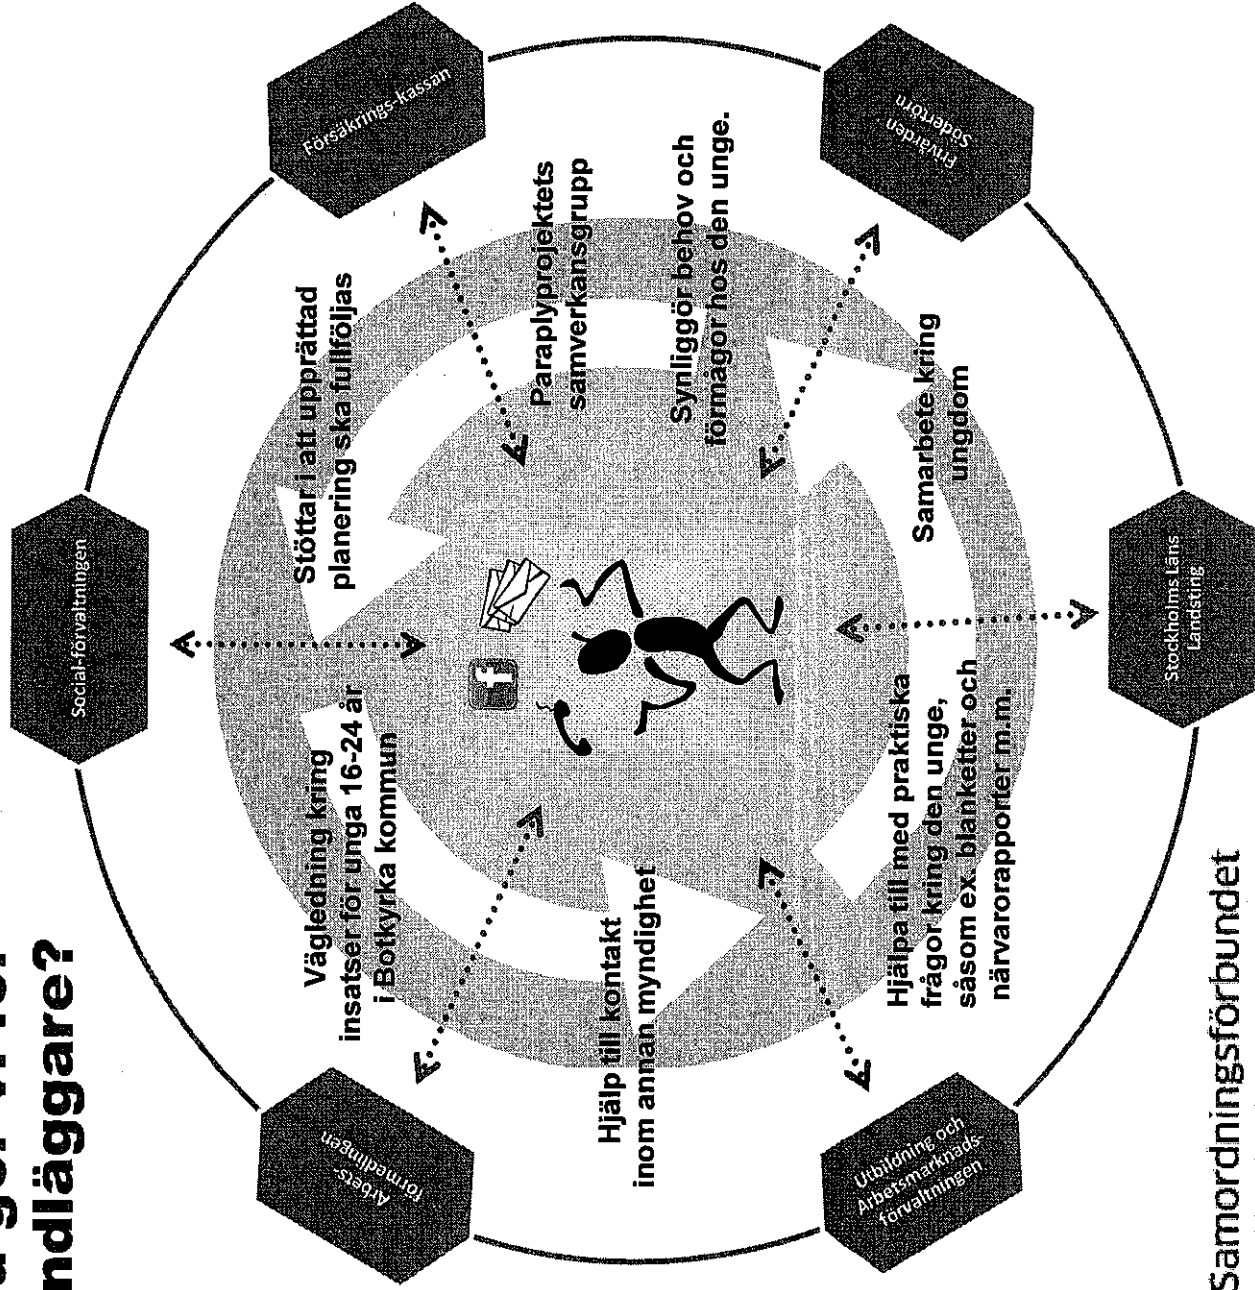 ndläggare?
Social-förvaltningen
Försäkrings-kassan
Frivården
Södertörn
Stockholms Läns
Landsting
Utbildning och
Arbetsmarknads-
förvaltningen
Arbets-
förmedlingen
Vägledning kring
insatser för unga 16-24 år
i Botkyrka kommun
Stöttar i att upprättad
planering ska fullföljas
Paraplyprojektets
samverkansgrupp
Synliggör behov och
förmågor hos den unge.
Samarbete kring
ungdom
Hjälpa till med praktiska
frågor kring den unge,
såsom ex. blanketter och
närvarorapporter m.m.
Hjälp till kontakt
inom annan myndighet
f
Samordningsförbundet